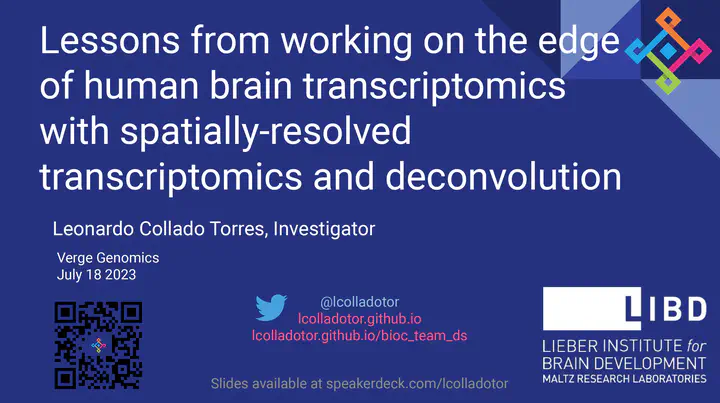 Lessons from working on the edge
of human brain transcriptomics
with spatially-resolved
transcriptomics and deconvolution
Leonardo Collado Torres, Investigator
Verge Genomics
July 18 2023
@lcolladotor
lcolladotor.github.io
lcolladotor.github.io/bioc_team_ds
LIBD
LIEBER INSTITUTE for
BRAIN DEVELOPMENT
MALTZ RESEARCH LABORATORIES
Slides available at speakerdeck.com/lcolladotor